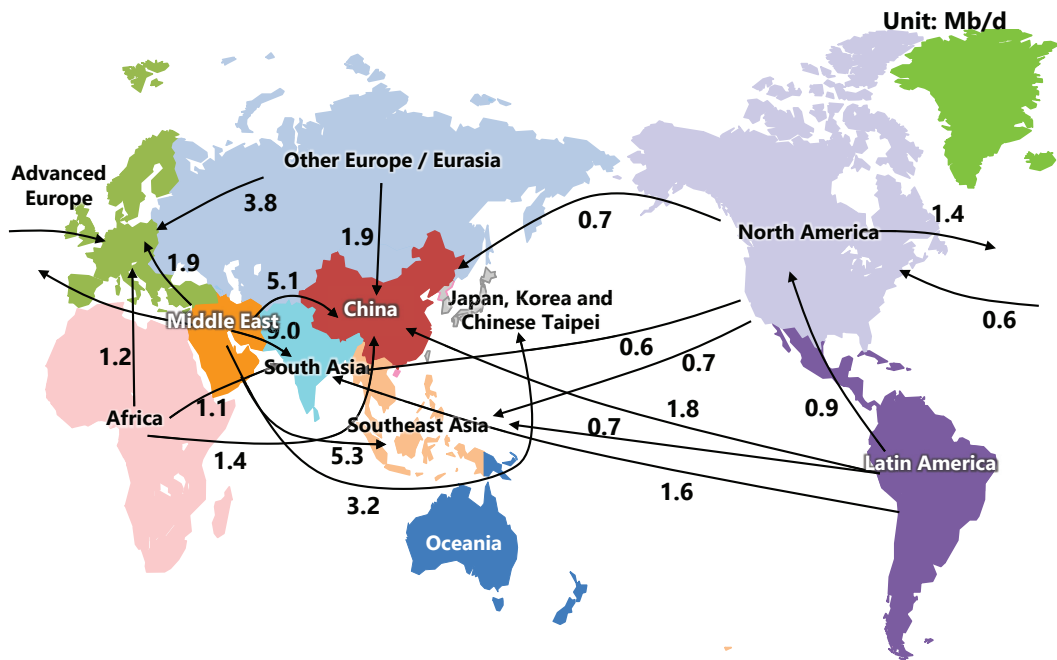 Unit: Mb/d
Other Europe / Eurasia
Advanced
Europe
3.8
0.7
1.4
1.9
North America
1.9
5.1
Japan, Korea and
Chinese Taipei
China
Middle East
9.0
0.6
0.6
1.2
South Asia
0.7
1.1
Africa
Southeast Asia
0.7
1.8
0.9
1.4
5.3
Latin America
3.2
1.6
Oceania